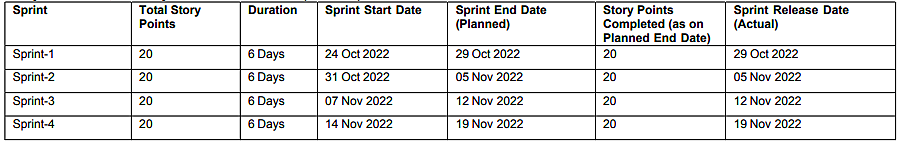 Sprint Total Story Points Duration Sprint Start Date Sprint End Date (Planned) Story Points Completed (as on Planned End Date) Sprint Release Date (Actual)
Sprint-1 20 6 Days 24 Oct 2022 29 Oct 2022 20 29 Oct 2022
Sprint-2 20 6 Days 31 Oct 2022 05 Nov 2022 20 05 Nov 2022
Sprint-3 20 6 Days 07 Nov 2022 12 Nov 2022 20 12 Nov 2022
Sprint-4 20 6 Days 14 Nov 2022 19 Nov 2022 20 19 Nov 2022